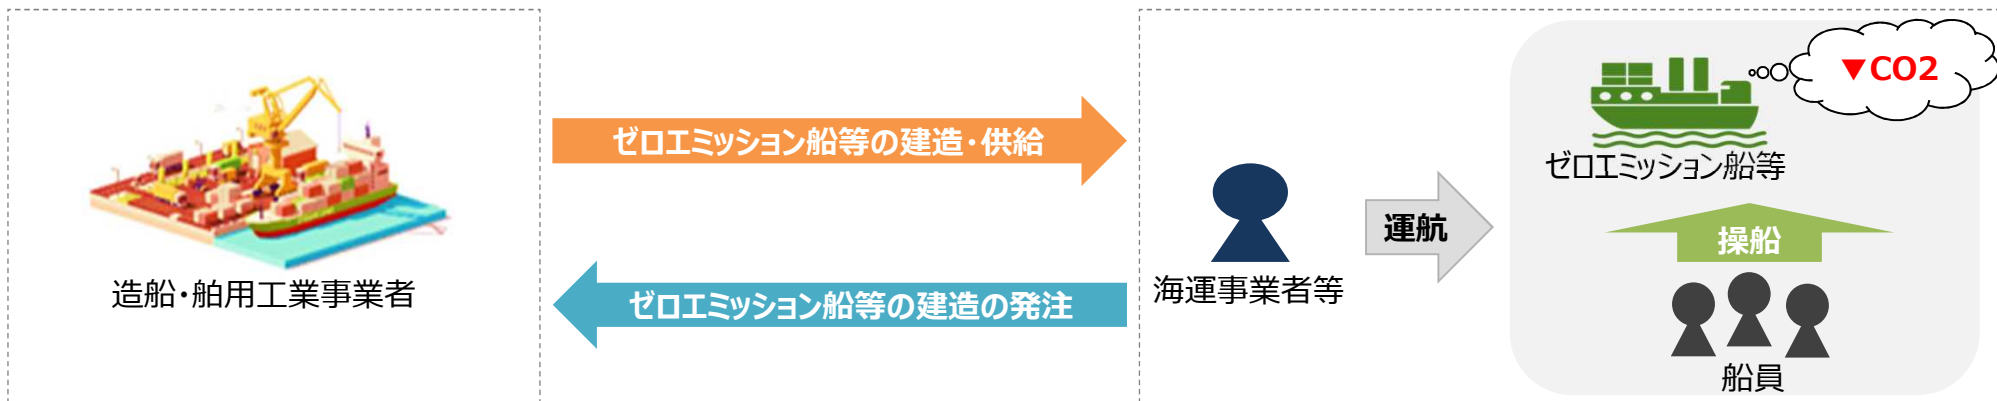 造船・舶用工業事業者
ゼロエミッション船等の建造・供給
ゼロエミッション船等の建造の発注
海運事業者等
運航
▼CO2
ゼロエミッション船等
操船
船員